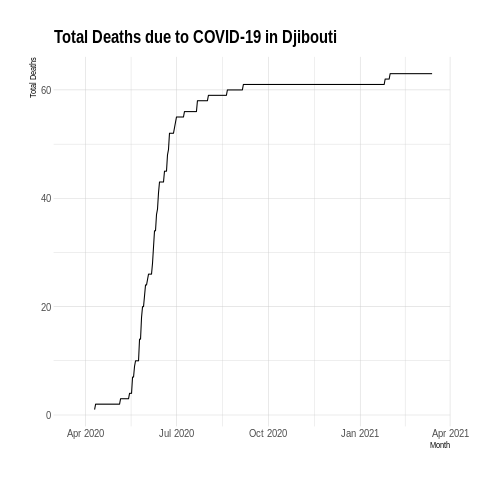 Total Deaths due to COVID-19 in Djibouti
Total Deaths
60
40
20
0
Apr 2020 Jul 2020 Oct 2020 Jan 2021 Apr 2021
Month